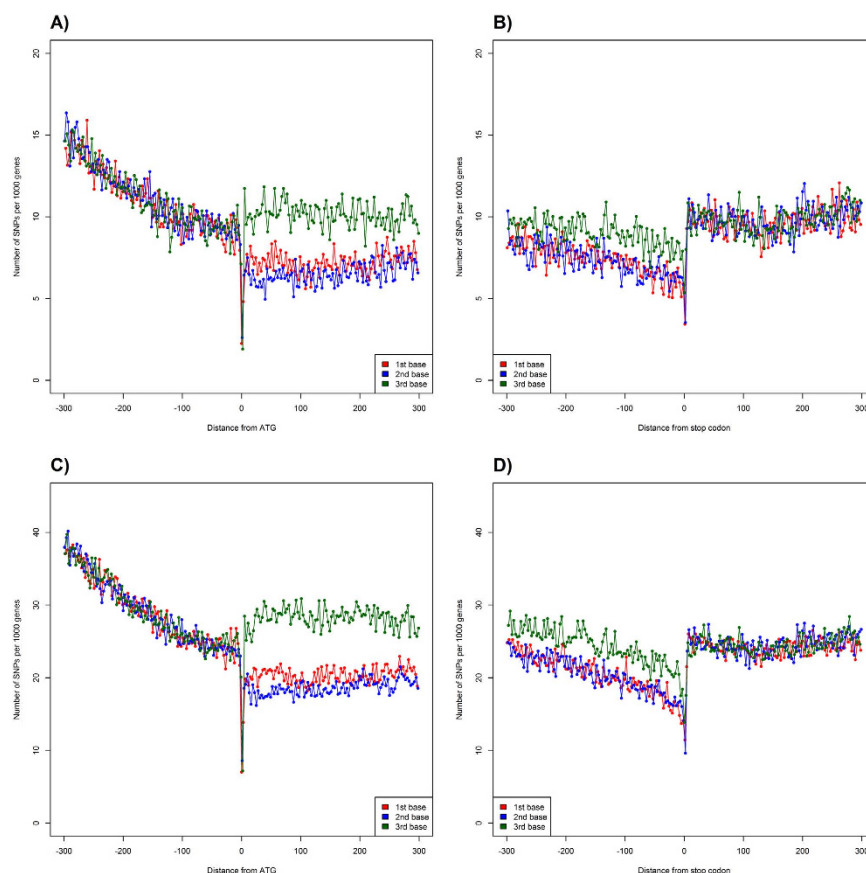 A)
Number of SNPs per 1000 genes
20
15
10
5
0
-300 -200 -100 0 100 200 300
Distance from ATG
1st base
2nd base
3rd base
B)
Number of SNPs per 1000 genes
20
15
10
5
0
-300 -200 -100 0 100 200 300
Distance from stop codon
1st base
2nd base
3rd base
C)
Number of SNPs per 1000 genes
40
30
20
10
0
-300 -200 -100 0 100 200 300
Distance from ATG
1st base
2nd base
3rd base
D)
Number of SNPs per 1000 genes
40
30
20
10
0
-300 -200 -100 0 100 200 300
Distance from stop codon
1st base
2nd base
3rd base